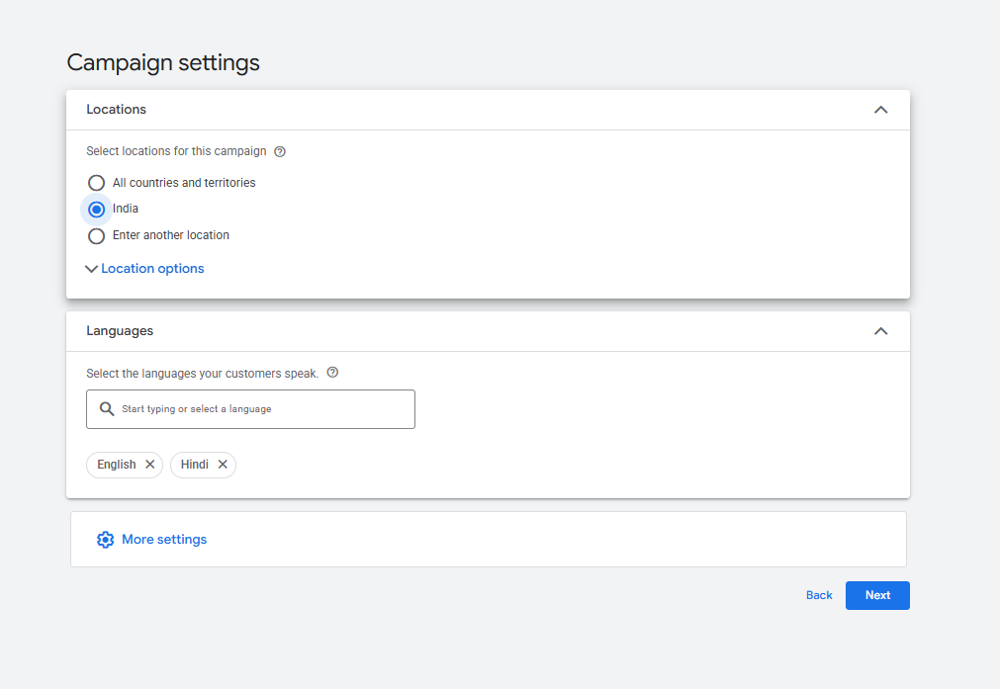 Campaign settings
Locations
Select locations for this campaign
All countries and territories
India
Enter another location
Location options
Languages
Select the languages your customers speak.
Start typing or select a language
English Hindi
More settings
Back Next